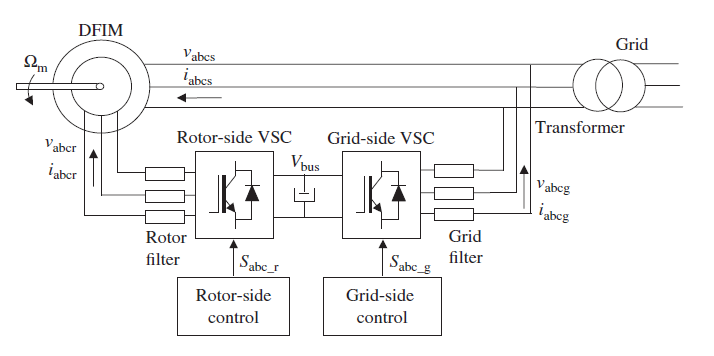 DFIM
Grid
Ωm
vabcs
iabcs
Transformer
Rotor-side VSC
Grid-side VSC
Vbus
vabcr
iabcr
vabcg
iabcg
Rotor
filter
Grid
filter
Sabc_r
Sabc_g
Rotor-side
control
Grid-side
control